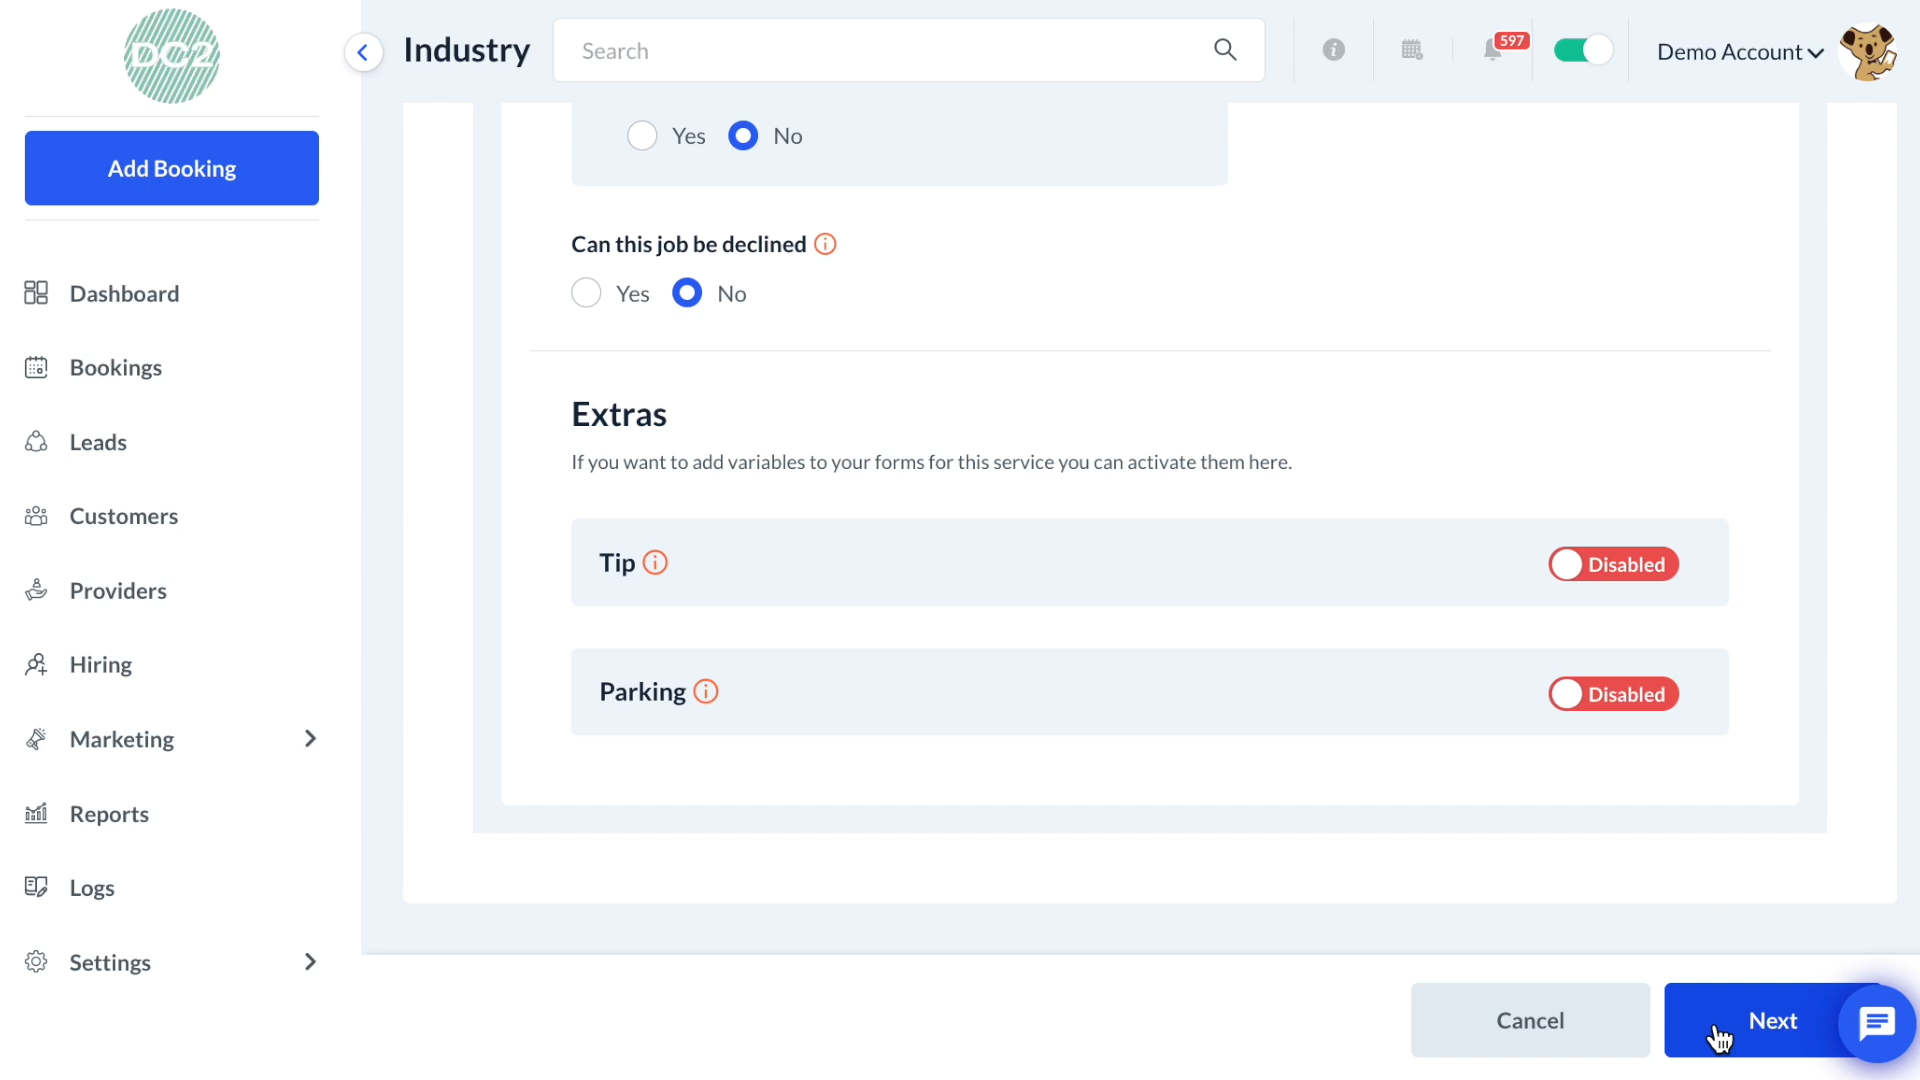 DC2
Industry
Search
597
Demo Account
Add Booking
Dashboard
Bookings
Leads
Customers
Providers
Hiring
Marketing
Reports
Logs
Settings
Yes No
Can this job be declined
Yes No
Extras
If you want to add variables to your forms for this service you can activate them here.
Tip
Disabled
Parking
Disabled
Cancel
Next